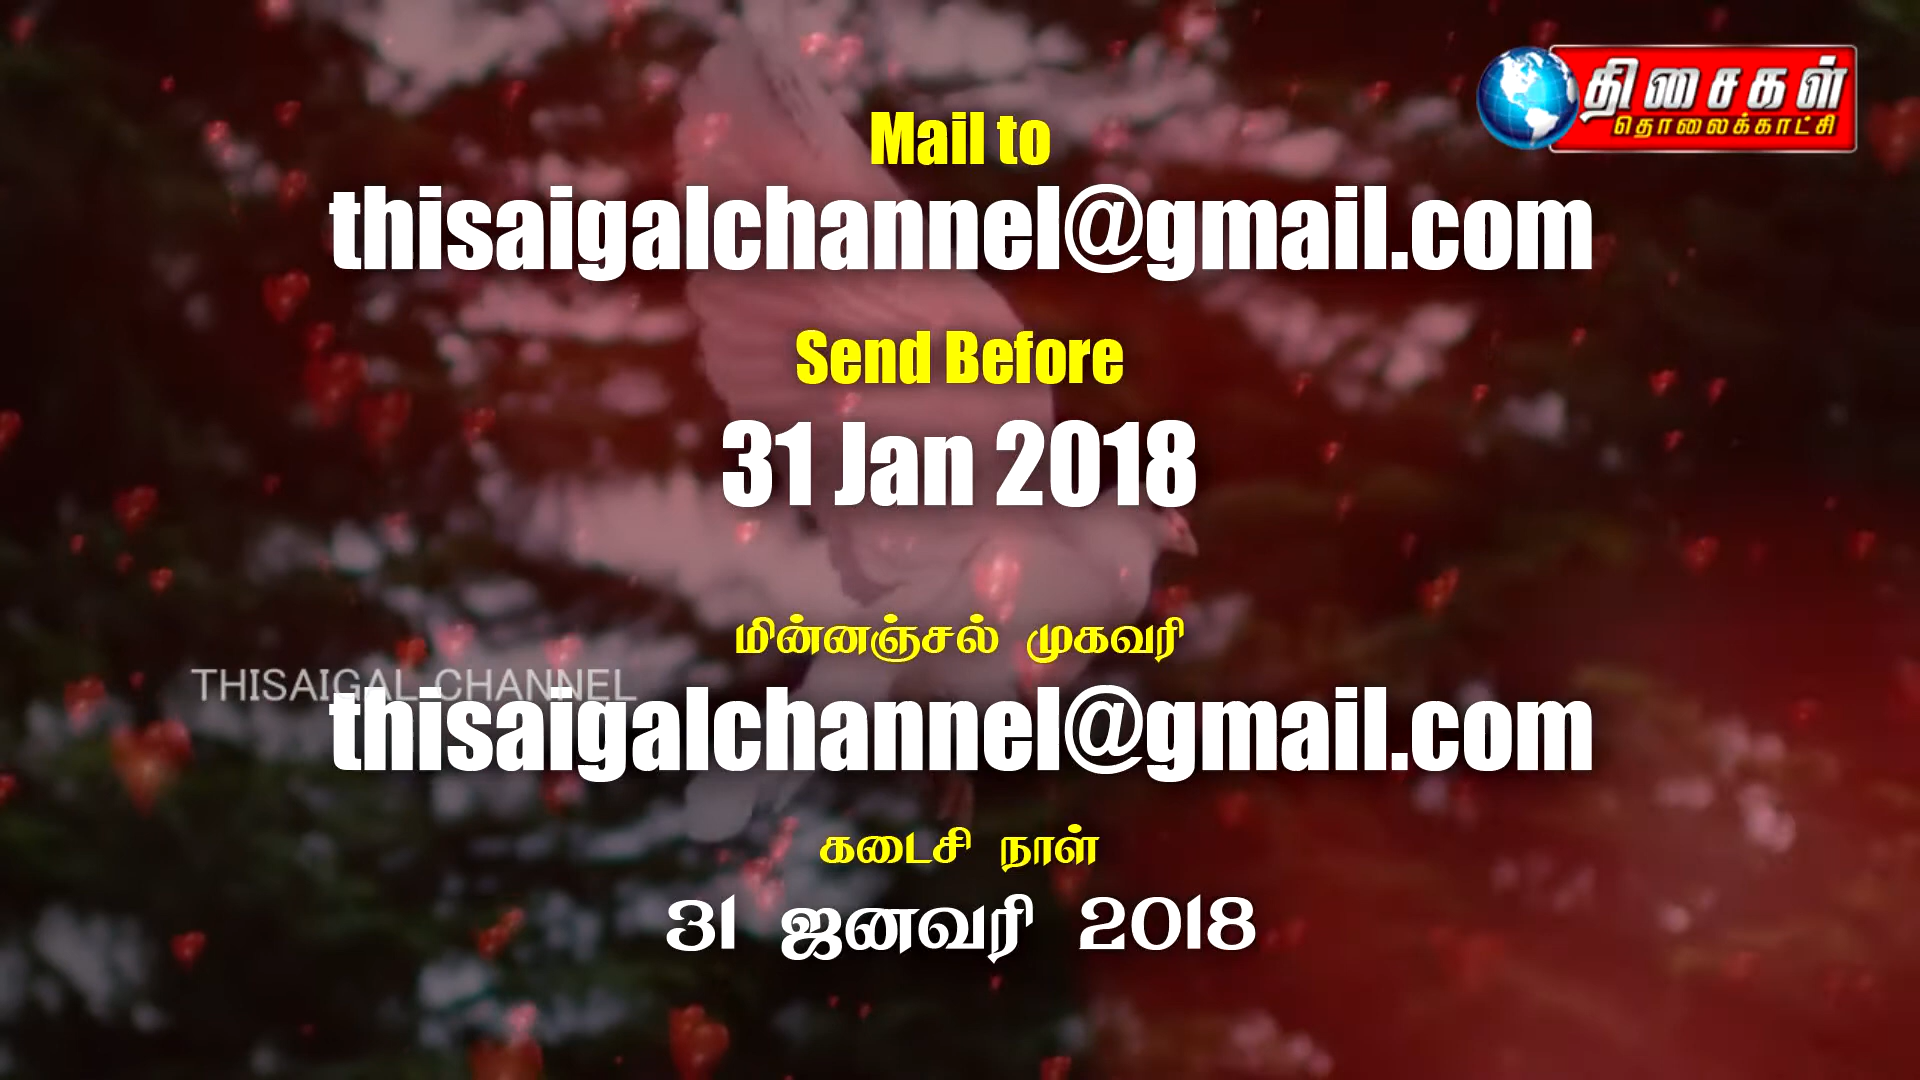 திசைகள்
தொலைக்காட்சி
Mail to
thisaigalchannel@gmail.com
Send Before
31 Jan 2018
மின்னஞ்சல் முகவரி
THISAIGAL CHANNEL
thisaigalchannel@gmail.com
கடைசி நாள்
31 ஜனவரி 2018